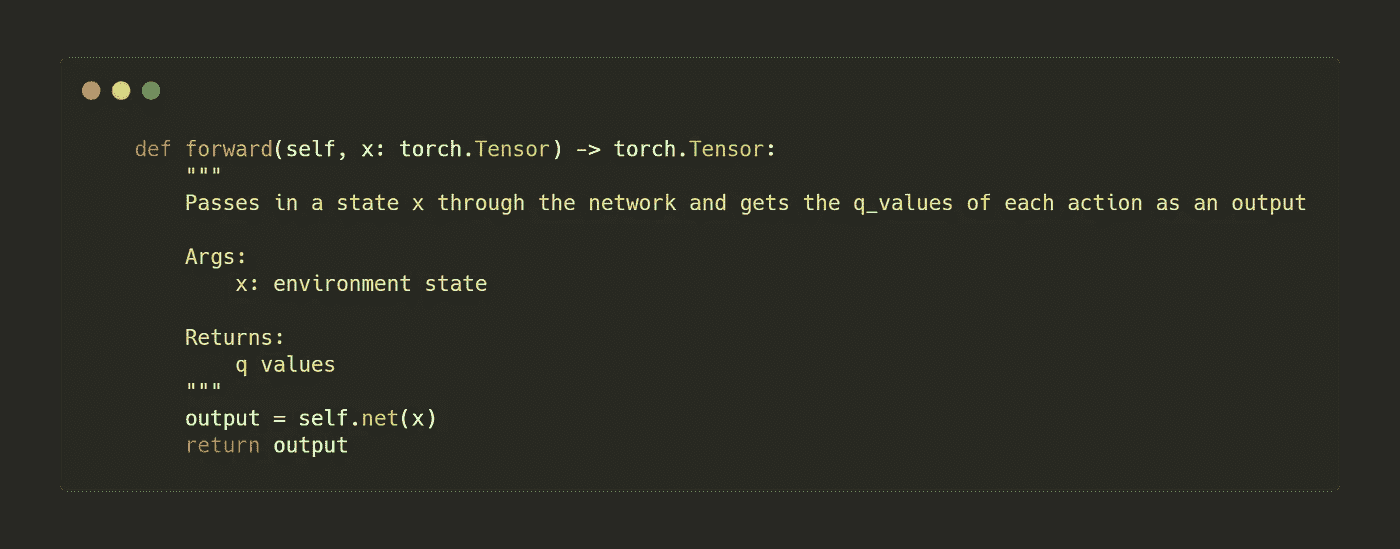 def forward(self, x: torch.Tensor) -> torch.Tensor:
"""
Passes in a state x through the network and gets the q_values of each action as an output
Args:
x: environment state
Returns:
q values
"""
output = self.net(x)
return output